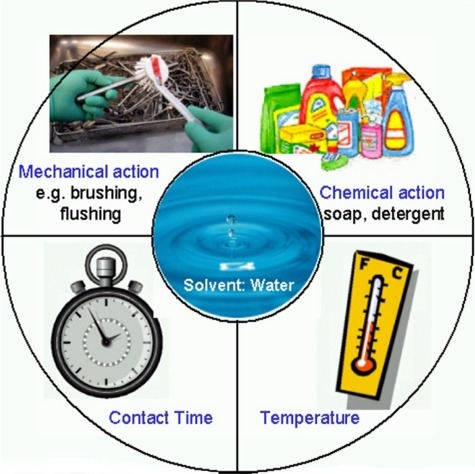 Mechanical action
e.g. brushing,
flushing
Chemical action
soap, detergent
Solvent: Water
F C
Contact Time
Temperature